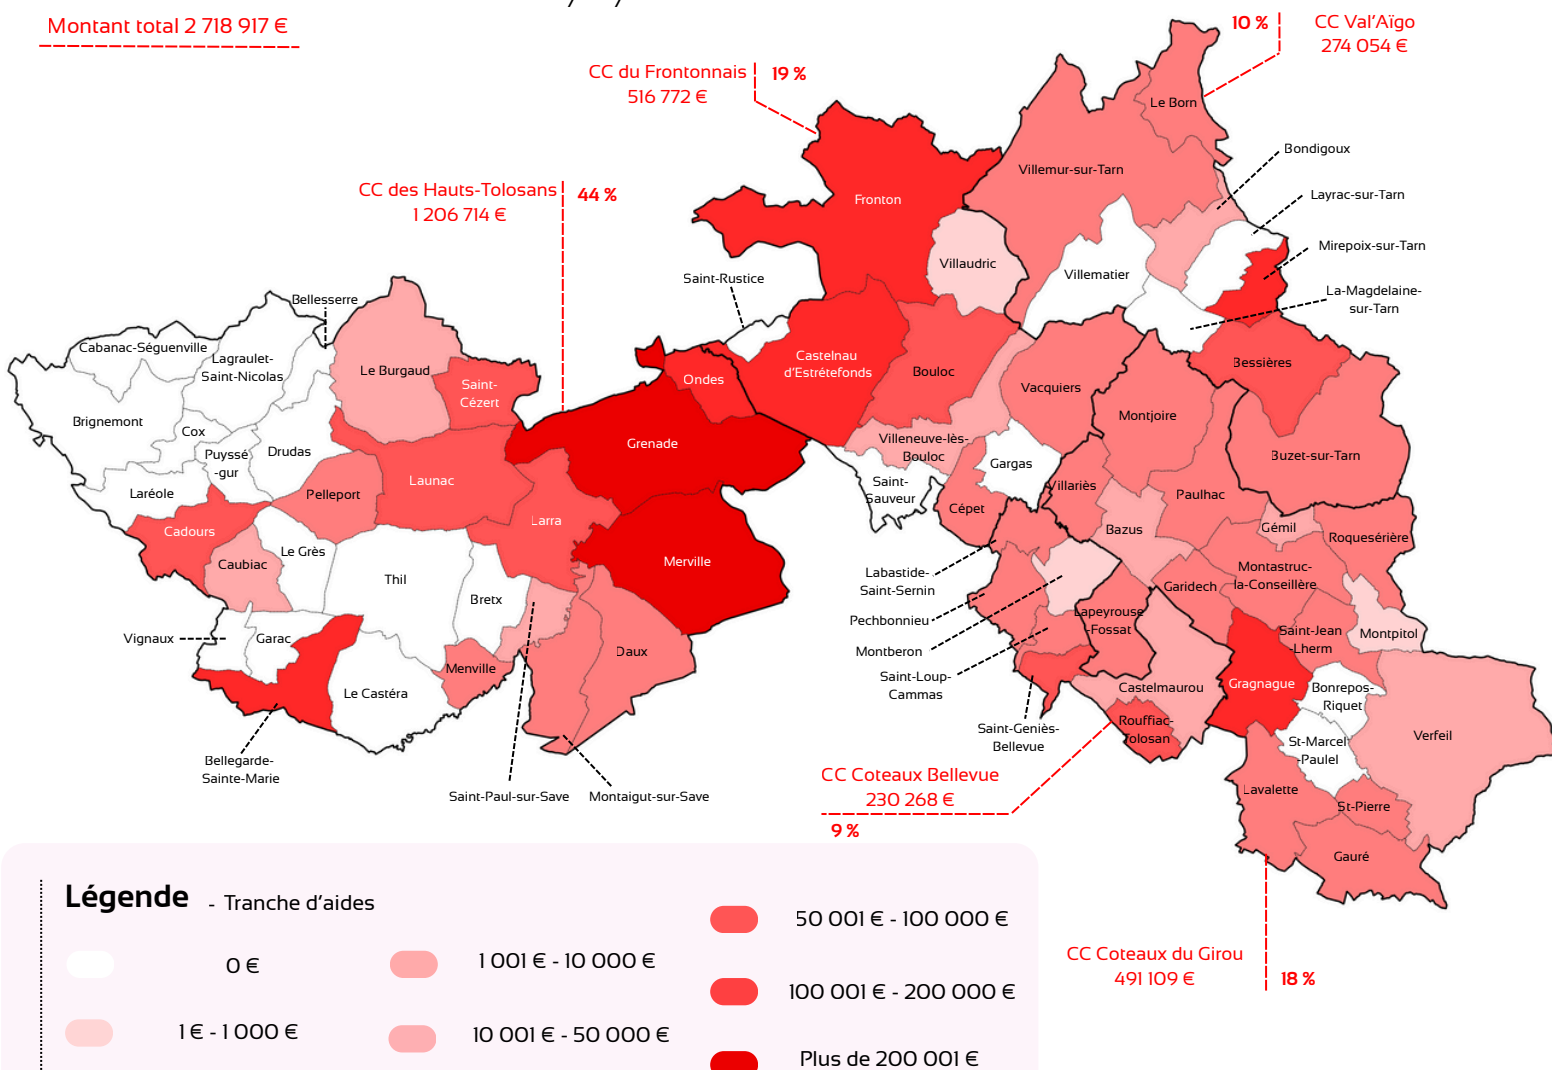 Montant total 2 718 917 €
10 %
CC Val'Aïgo
274 054 €
CC du Frontonnais
516 772 €
19 %
CC des Hauts-Tolosans
1 206 714 €
44 %
Le Born
Bondigoux
Villemur-sur-Tarn
Layrac-sur-Tarn
Fronton
Mirepoix-sur-Tarn
Villaudric
Villematier
Saint-Rustice
La-Magdelaine-
sur-Tarn
Bellesserre
Cabanac-Séguenville
Lagraulet-
Saint-Nicolas
Le Burgaud
Saint-
Cézert
Ondes
Castelnau
d'Estrétefonds
Bouloc
Bessières
Vacquiers
Montjoire
Brignemont
Cox
Puyssé
-gur
Drudas
Grenade
Villeneuve-lès-
Bouloc
Gargas
Buzet-sur-Tarn
Laréole
Pelleport
Launac
Saint-
Sauveur
Villariès
Paulhac
Cépet
Larra
Cadours
Bazus
Gémil
Roquesérière
Caubiac
Le Grès
Thil
Merville
Bretx
Labastide-
Saint-Sernin
Montastruc-
la-Conseillère
Garidech
Pechbonnieu
Lapeyrouse
-Fossat
Vignaux
Garac
Daux
Montberon
Saint-Jean
-Lherm
Montpitol
Menville
Le Castéra
Saint-Loup-
Cammas
Castelmaurou
Gragnague
Bonrepos-
Riquet
Saint-Geniès-
Bellevue
Rouffiac-
Tolosan
St-Marcel
-Paulel
Verfeil
Bellegarde-
Sainte-Marie
Saint-Paul-sur-Save
Montaigut-sur-Save
CC Coteaux Bellevue
230 268 €
9 %
Lavalette
St-Pierre
Gauré
CC Coteaux du Girou
491 109 €
18 %
Légende - Tranche d'aides
0 €
1 € - 1 000 €
1 001 € - 10 000 €
10 001 € - 50 000 €
50 001 € - 100 000 €
100 001 € - 200 000 €
Plus de 200 001 €